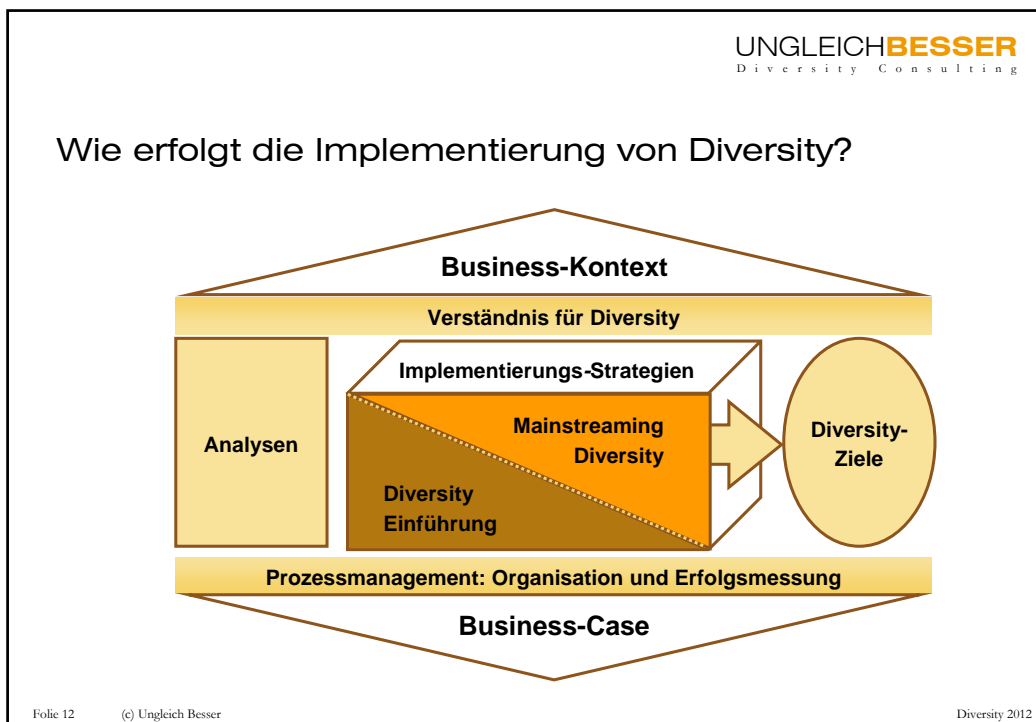 UNGLEICHBESSER
Diversity Consulting
Wie erfolgt die Implementierung von Diversity?
Business-Kontext
Verständnis für Diversity
Analysen
Implementierungs-Strategien
Mainstreaming
Diversity
Diversity
Einführung
Diversity-
Ziele
Prozessmanagement: Organisation und Erfolgsmessung
Business-Case
Folie 12 (c) Ungleich Besser Diversity 2012